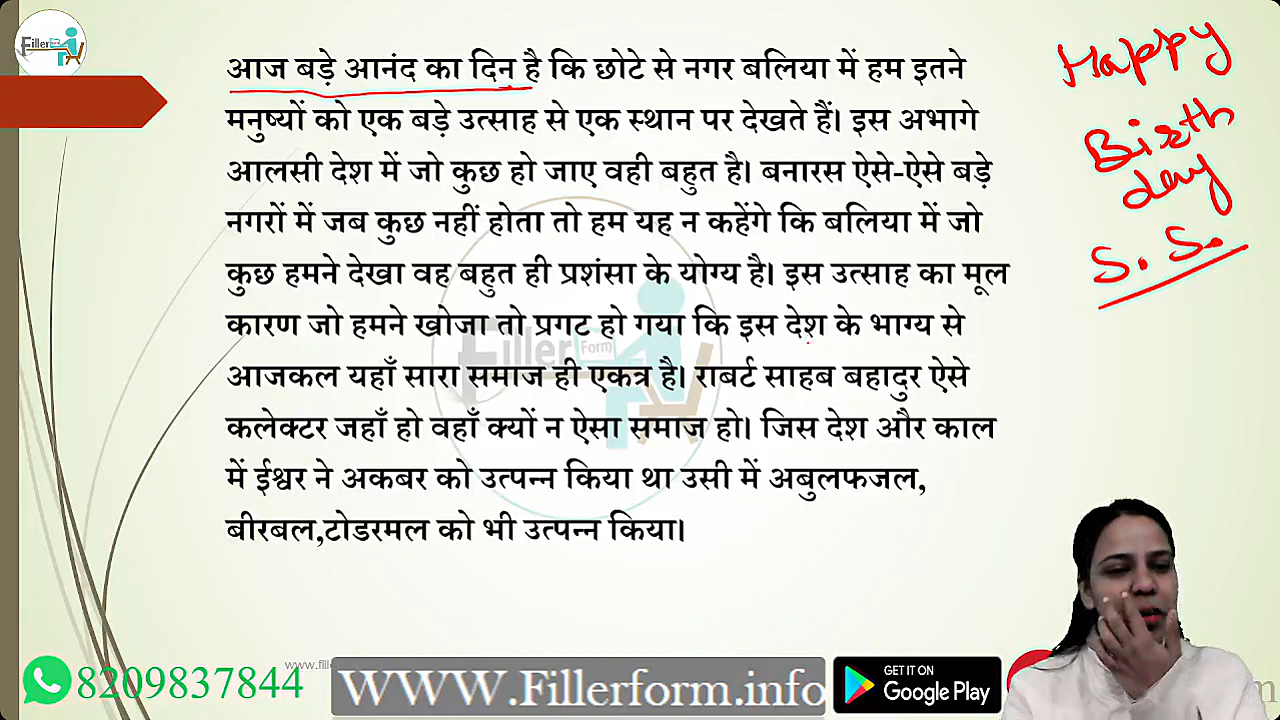 Filler
आज बड़े आनंद का दिन है कि छोटे से नगर बलिया में हम इतने
मनुष्यों को एक बड़े उत्साह से एक स्थान पर देखते हैं। इस अभागे
आलसी देश में जो कुछ हो जाए वही बहुत है। बनारस ऐसे-ऐसे बड़े
नगरों में जब कुछ नहीं होता तो हम यह न कहेंगे कि बलिया में जो
कुछ हमने देखा वह बहुत ही प्रशंसा के योग्य है। इस उत्साह का मूल
कारण जो हमने खोजा तो प्रगट हो गया कि इस देश के भाग्य से
आजकल यहाँ सारा समाज ही एकत्र है। राबर्ट साहब बहादुर ऐसे
कलेक्टर जहाँ हो वहाँ क्यों न ऐसा समाज हो। जिस देश और काल
में ईश्वर ने अकबर को उत्पन्न किया था उसी में अबुलफजल,
बीरबल,टोडरमल को भी उत्पन्न किया।
Happy
Birth
day
S. S.
Filler Form
8209837844
www.fill
WWW.Fillerform.info
GET IT ON
Google Play